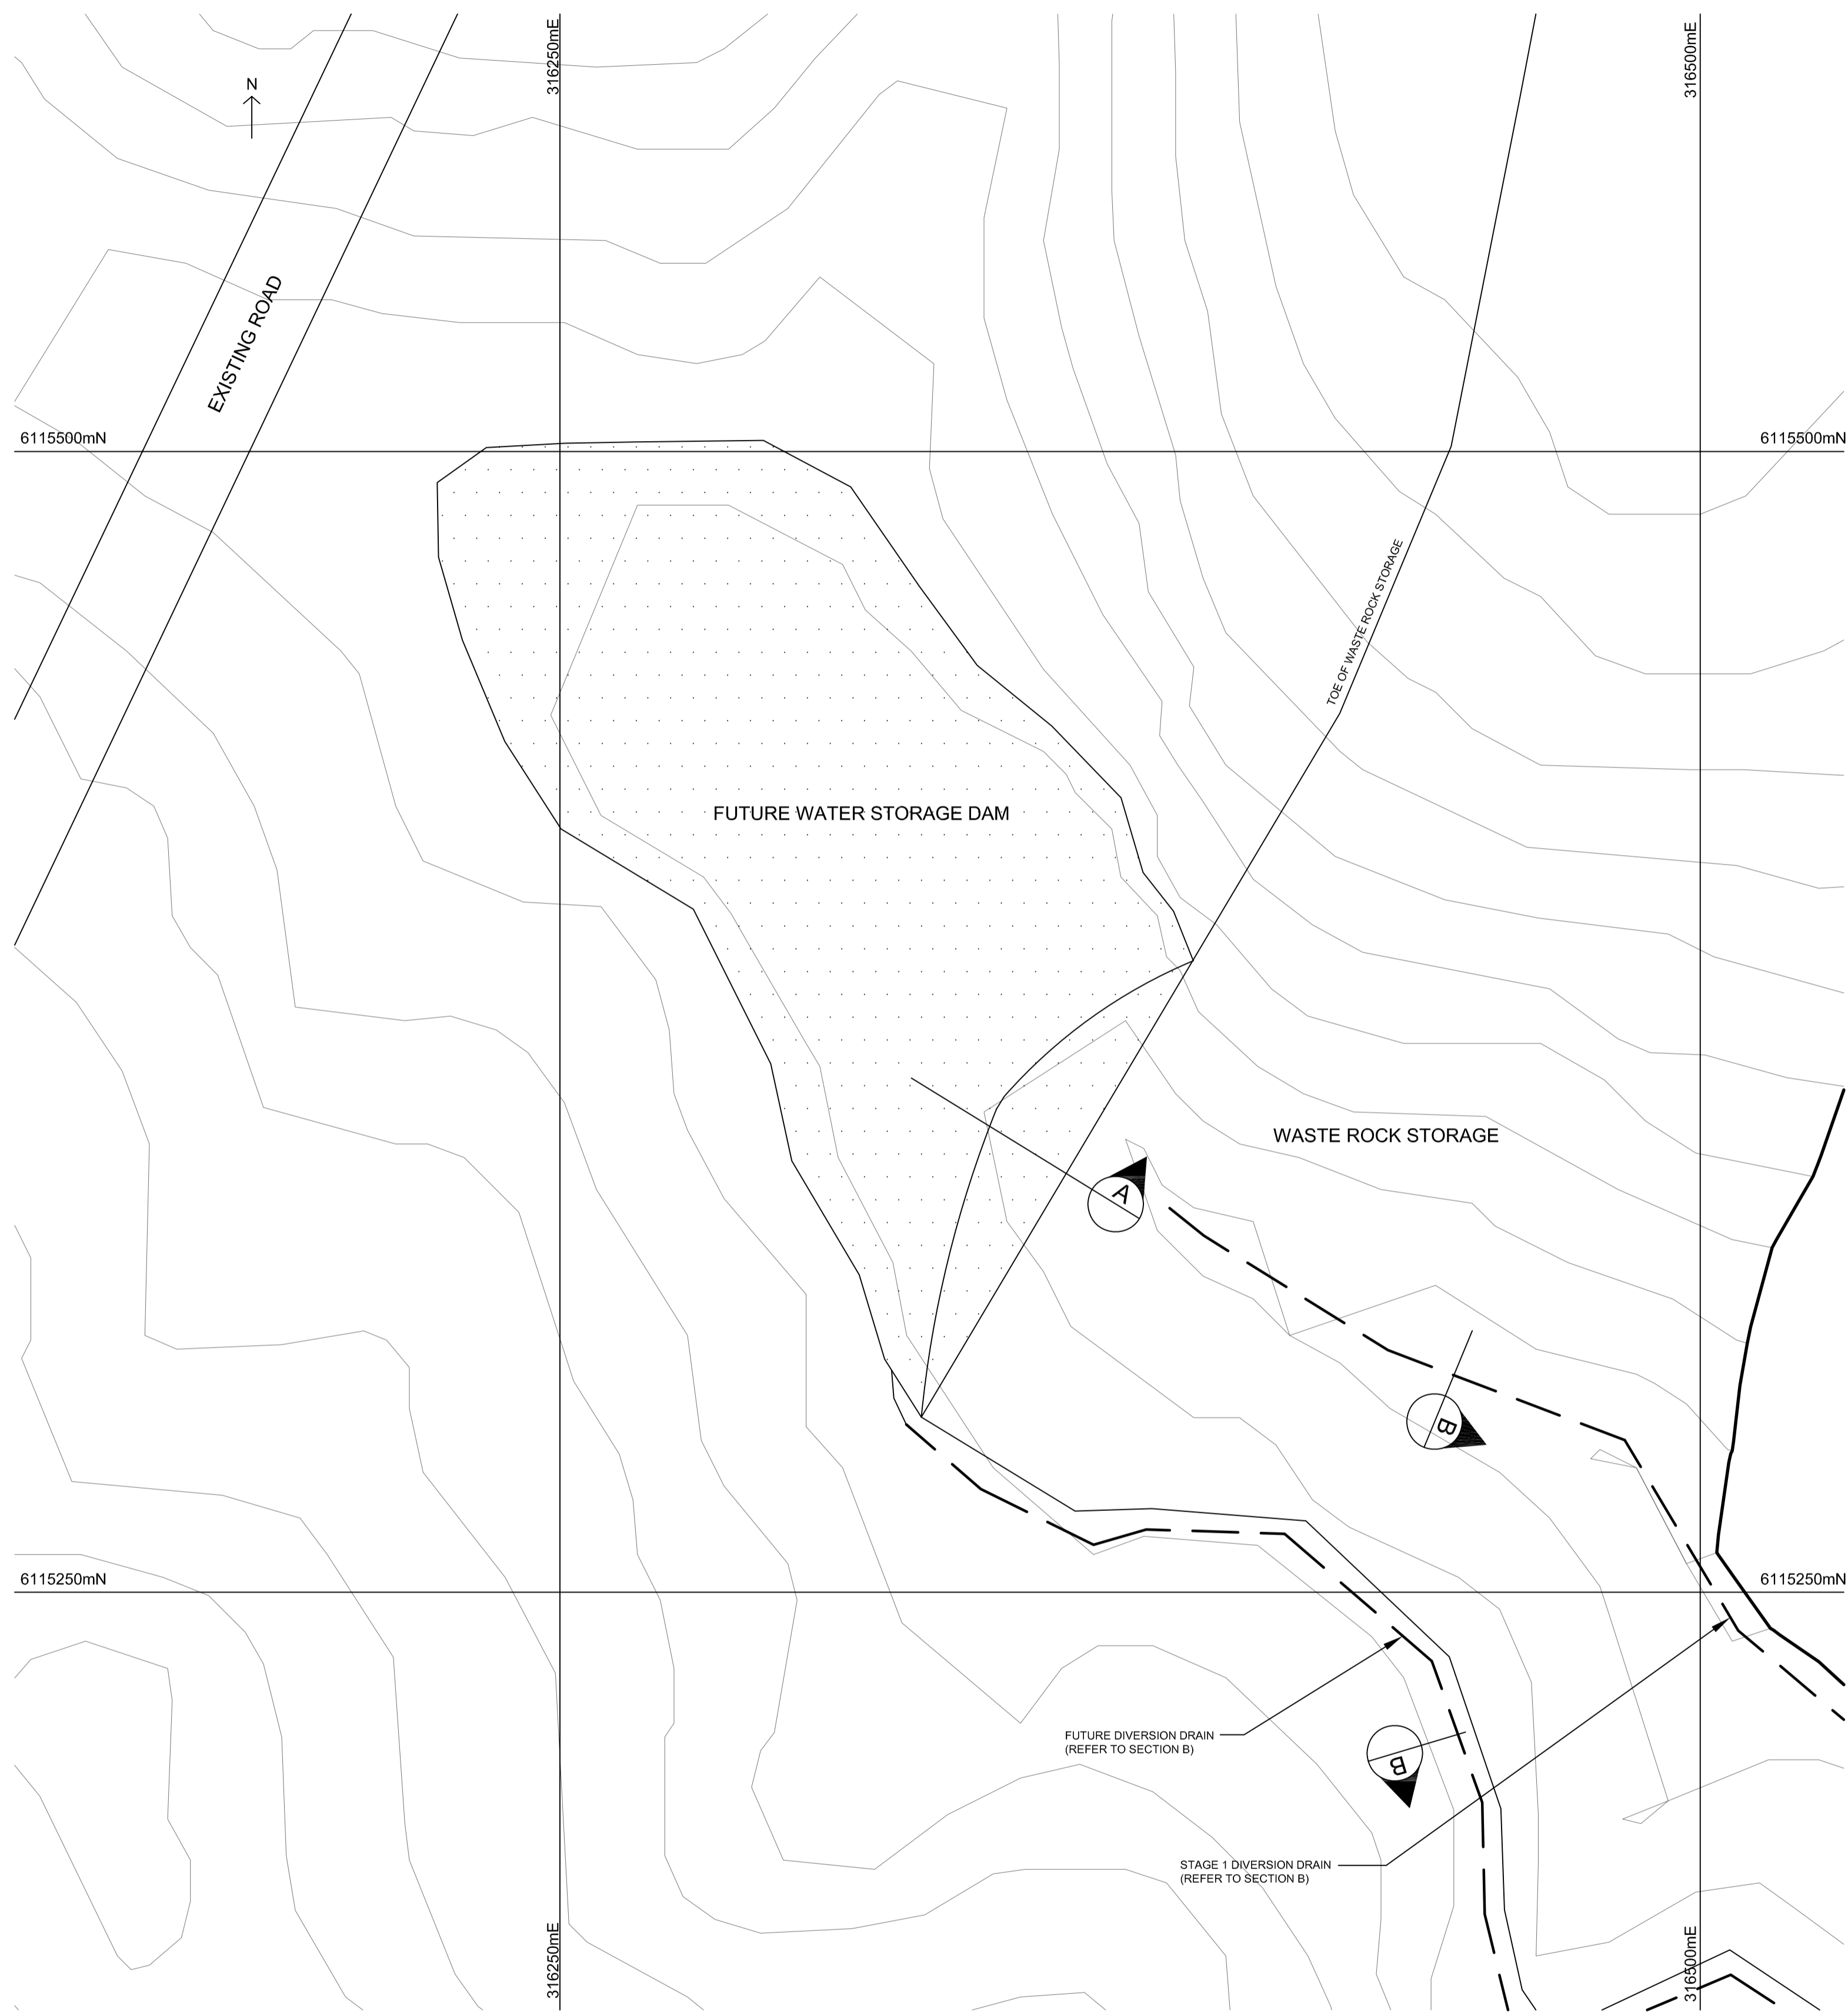 316250mE
316500mE
N
EXISTING ROAD
6115500mN
6115500mN
TOE OF WASTE ROCK STORAGE
FUTURE WATER STORAGE DAM
WASTE ROCK STORAGE
A
B
6115250mN
6115250mN
FUTURE DIVERSION DRAIN
(REFER TO SECTION B)
B
STAGE 1 DIVERSION DRAIN
(REFER TO SECTION B)
316250mE
316500mE